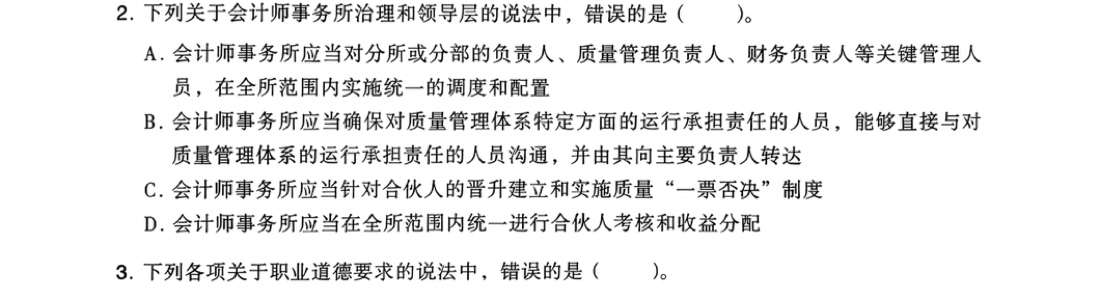 2. 下列关于会计师事务所治理和领导层的说法中，错误的是（　　）。
A. 会计师事务所应当对分所或分部的负责人、质量管理负责人、财务负责人等关键管理人
员，在全所范围内实施统一的调度和配置
B. 会计师事务所应当确保对质量管理体系特定方面的运行承担责任的人员，能够直接与对
质量管理体系的运行承担责任的人员沟通，并由其向主要负责人转达
C. 会计师事务所应当针对合伙人的晋升建立和实施质量“一票否决”制度
D. 会计师事务所应当在全所范围内统一进行合伙人考核和收益分配
3. 下列各项关于职业道德要求的说法中，错误的是（　　）。